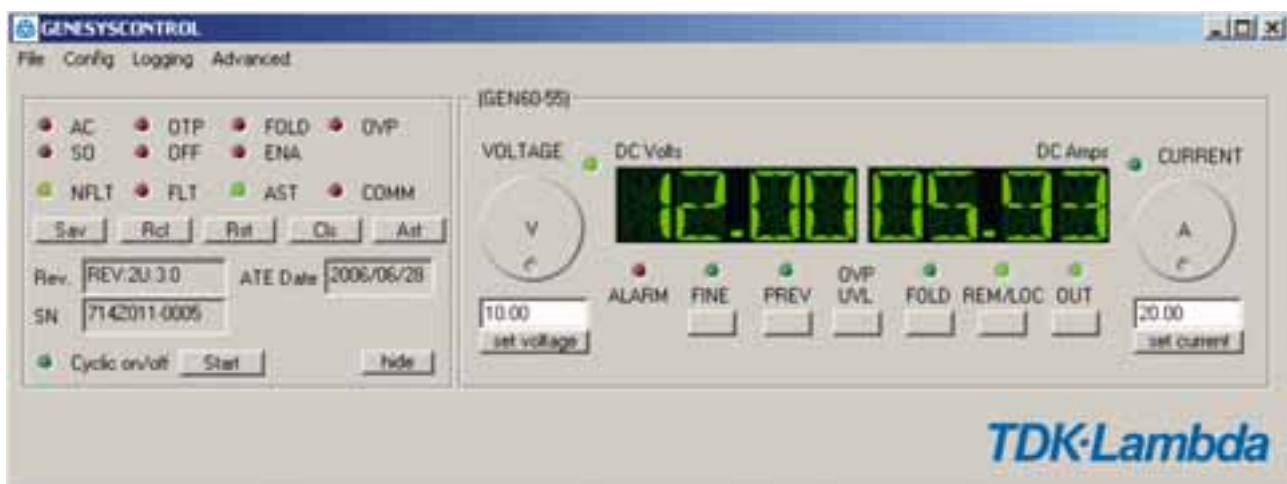 GENESYSCONTROL
File Config Logging Advanced
AC OTP FOLD OVP
SO OFF ENA
NFLT FLT AST COMM
Sav Rcl Rst Cls Ast
Rev. REV:2U:3.0 ATE Date 2006/06/28
SN 714Z011-0005
Cyclic on/off Start hide
(GEN60-55)
VOLTAGE DC Volts DC Amps CURRENT
12.00 05.93
V A
ALARM FINE PREV OVP UVL FOLD REM/LOC OUT
10.00 20.00
set voltage set current
TDK·Lambda